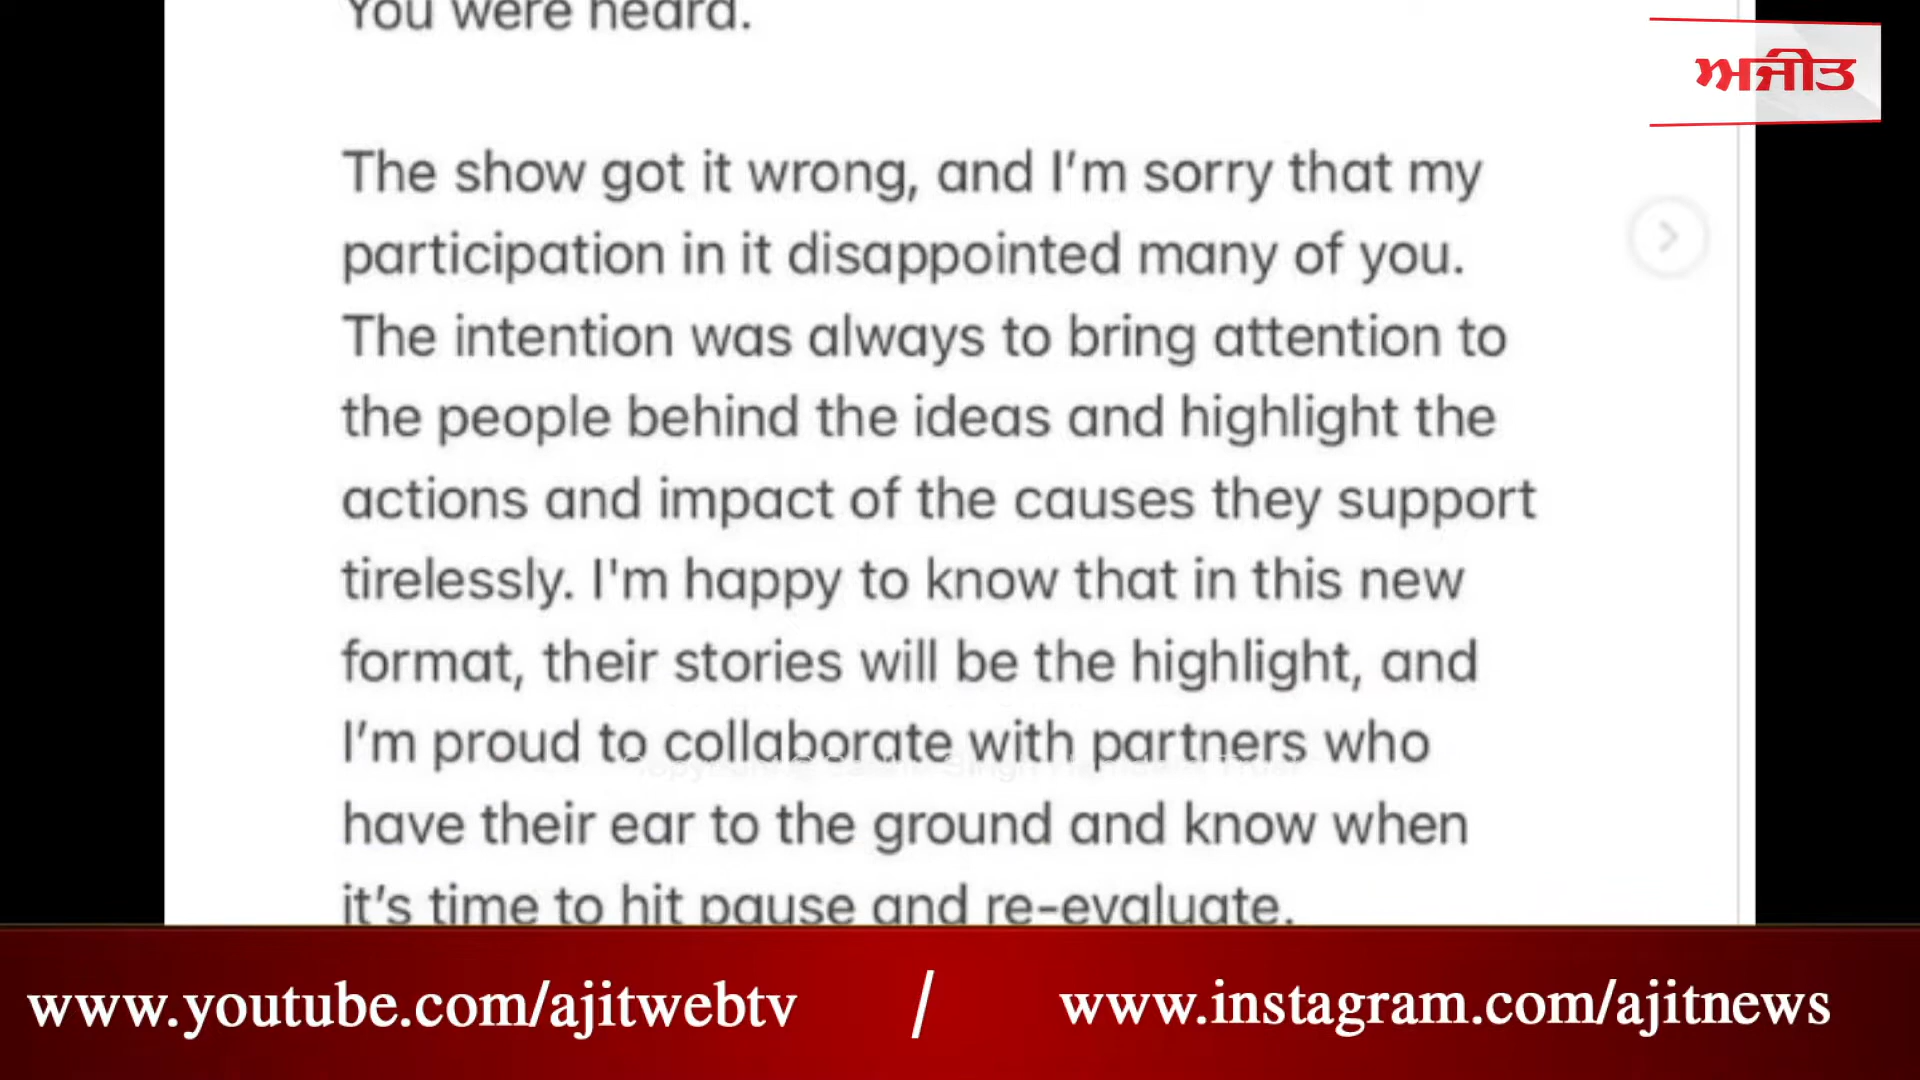 You were heard.
ਅਜੀਤ
The show got it wrong, and I’m sorry that my
participation in it disappointed many of you.
The intention was always to bring attention to
the people behind the ideas and highlight the
actions and impact of the causes they support
tirelessly. I'm happy to know that in this new
format, their stories will be the highlight, and
I’m proud to collaborate with partners who
have their ear to the ground and know when
it’s time to hit pause and re-evaluate.
www.youtube.com/ajitwebtv / www.instagram.com/ajitnews